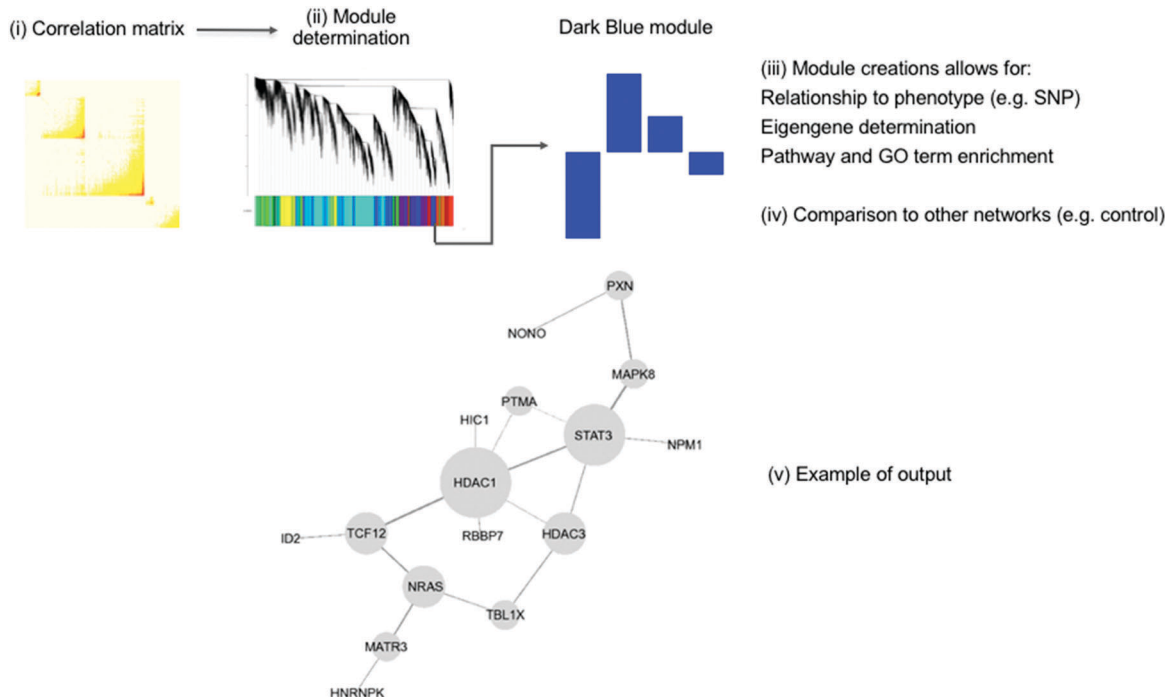 (i) Correlation matrix
(ii) Module
determination
Dark Blue module
(iii) Module creations allows for:
Relationship to phenotype (e.g. SNP)
Eigengene determination
Pathway and GO term enrichment
(iv) Comparison to other networks (e.g. control)
PXN
NONO
MAPK8
PTMA
HIC1
STAT3
NPM1
HDAC1
(v) Example of output
TCF12
ID2
RBBP7
HDAC3
NRAS
TBL1X
MATR3
HNRNPK